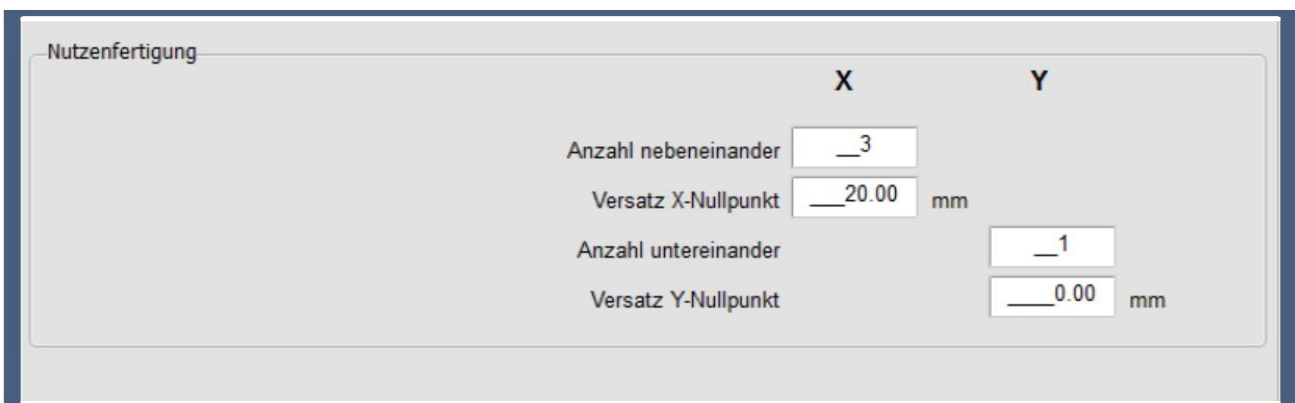 Nutzenfertigung
X Y
Anzahl nebeneinander __3
Versatz X-Nullpunkt ___20.00 mm
Anzahl untereinander __1
Versatz Y-Nullpunkt ____0.00 mm